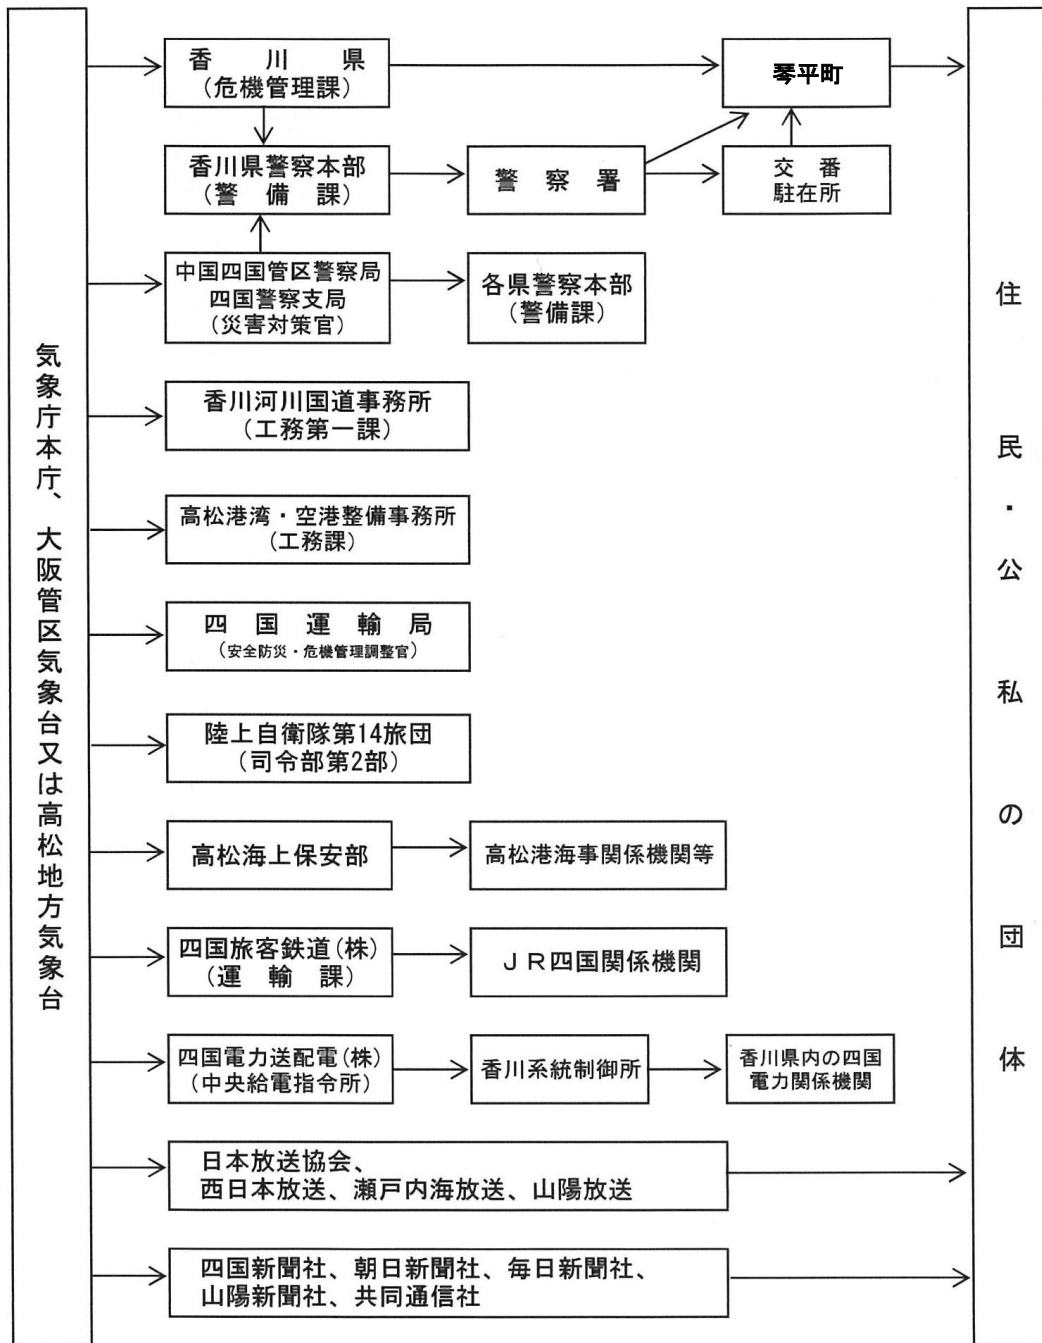 気象庁本庁、大阪管区気象台又は高松地方気象台
香川県
(危機管理課)
琴平町
香川県警察本部
(警備課)
警察署
交番
駐在所
中国四国管区警察局
四国警察支局
(災害対策官)
各県警察本部
(警備課)
香川河川国道事務所
(工務第一課)
高松港湾・空港整備事務所
(工務課)
四国運輸局
(安全防災・危機管理調整官)
陸上自衛隊第14旅団
(司令部第2部)
高松海上保安部
高松港海事関係機関等
四国旅客鉄道(株)
(運輸課)
JR四国関係機関
四国電力送配電(株)
(中央給電指令所)
香川系統制御所
香川県内の四国
電力関係機関
日本放送協会、
西日本放送、瀬戸内海放送、山陽放送
四国新聞社、朝日新聞社、毎日新聞社、
山陽新聞社、共同通信社
住民・公私の団体